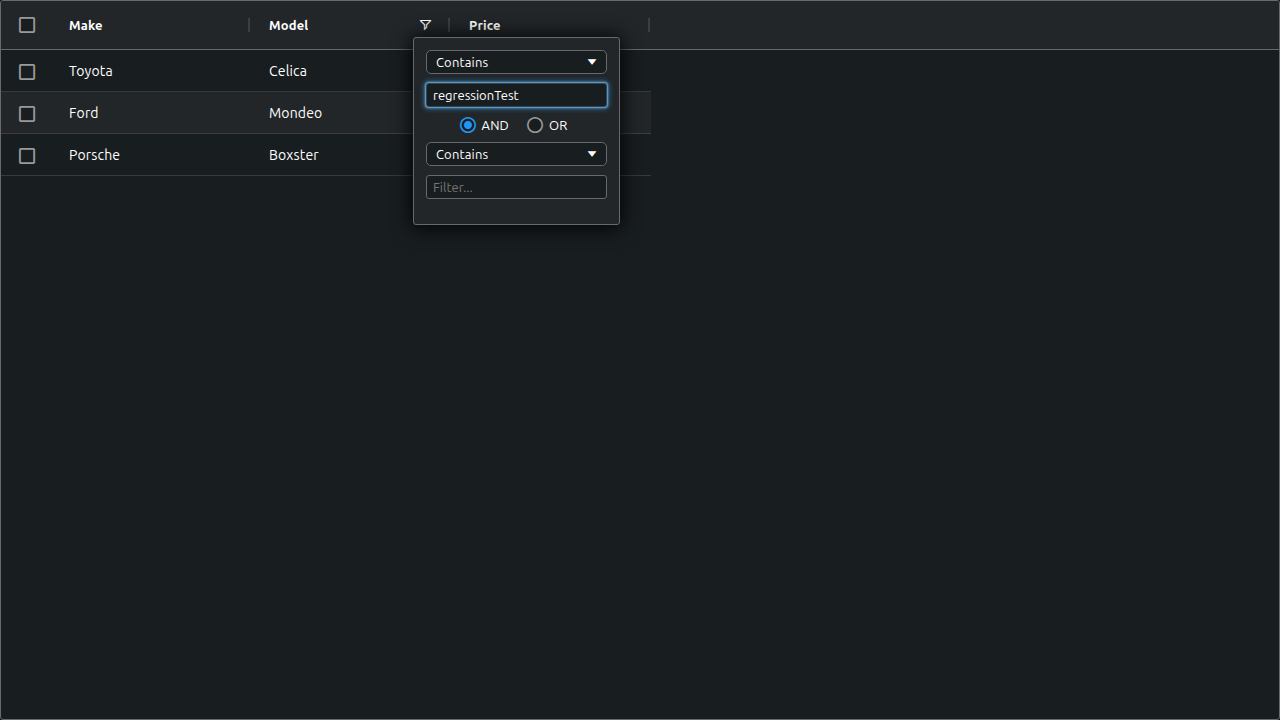 Make Model Price
Contains
Toyota Celica
regressionTest
Ford Mondeo
AND OR
Porsche Boxster
Contains
Filter...